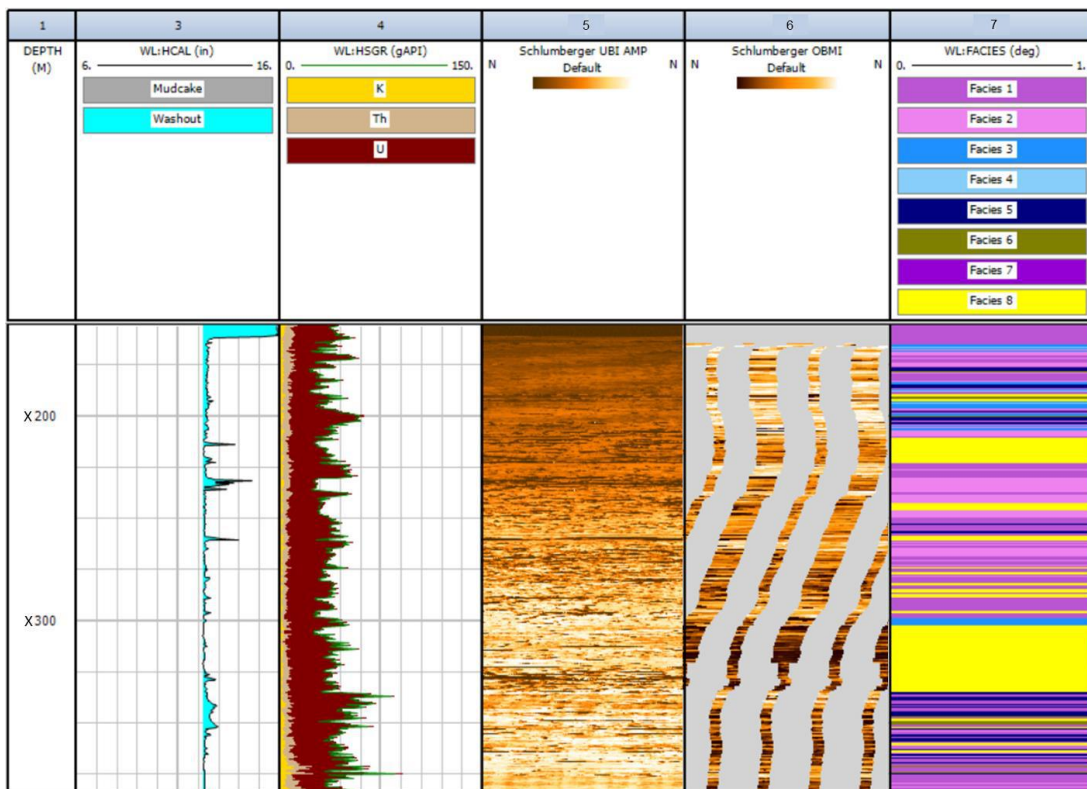 1 3 4 5 6 7
DEPTH WL:HCAL (in) WL:HSGR (gAPI) Schlumberger UBI AMP Schlumberger OBMI WL:FACIES (deg)
(M) 6. 16. 0. 150. N Default N N Default N 0. 1.
Mudcake K Facies 1
Washout Th Facies 2
U Facies 3
Facies 4
Facies 5
Facies 6
Facies 7
Facies 8
X200
X300